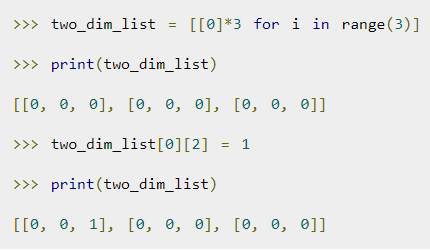 >>> two_dim_list = [[0]*3 for i in range(3)]
>>> print(two_dim_list)
[[0, 0, 0], [0, 0, 0], [0, 0, 0]]
>>> two_dim_list[0][2] = 1
>>> print(two_dim_list)
[[0, 0, 1], [0, 0, 0], [0, 0, 0]]